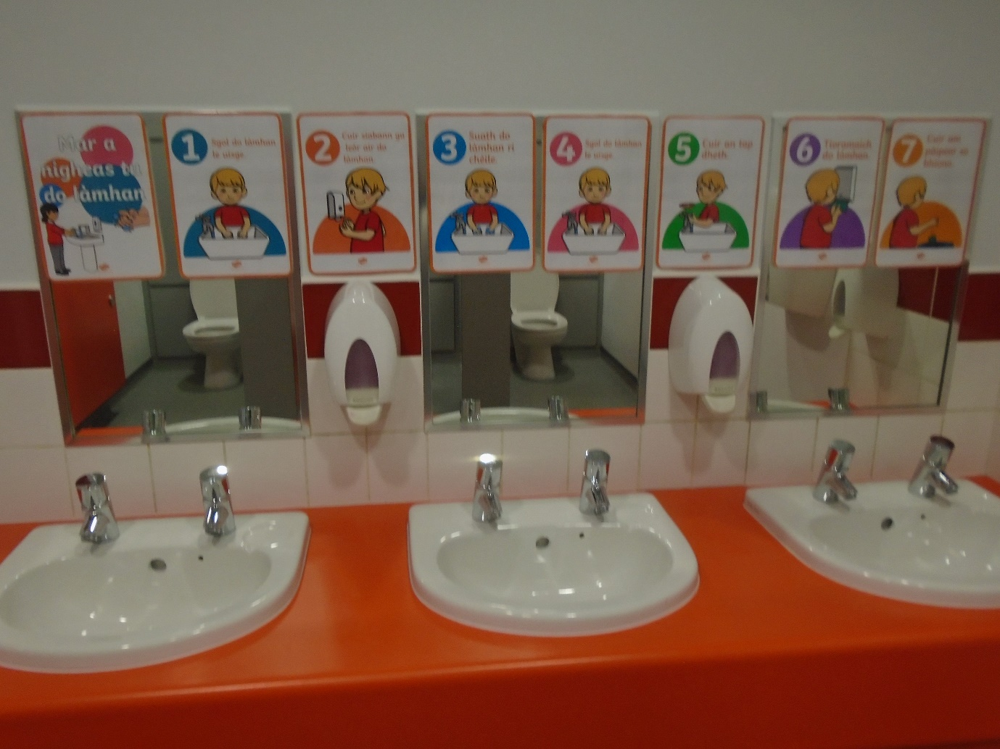 Mar a
nigheas tu
do làmhan
1
Sgol do làmhan
le uisge.
2
Cuir siabann gu
leòr air do
làmhan.
3
Suath do
làmhan ri
chèile.
4
Sgol do làmhan
le uisge.
5
Cuir an tap
dheth.
6
Tioramaich
do làmhan.
7
Cuir am
pàipear sa
bhiona.